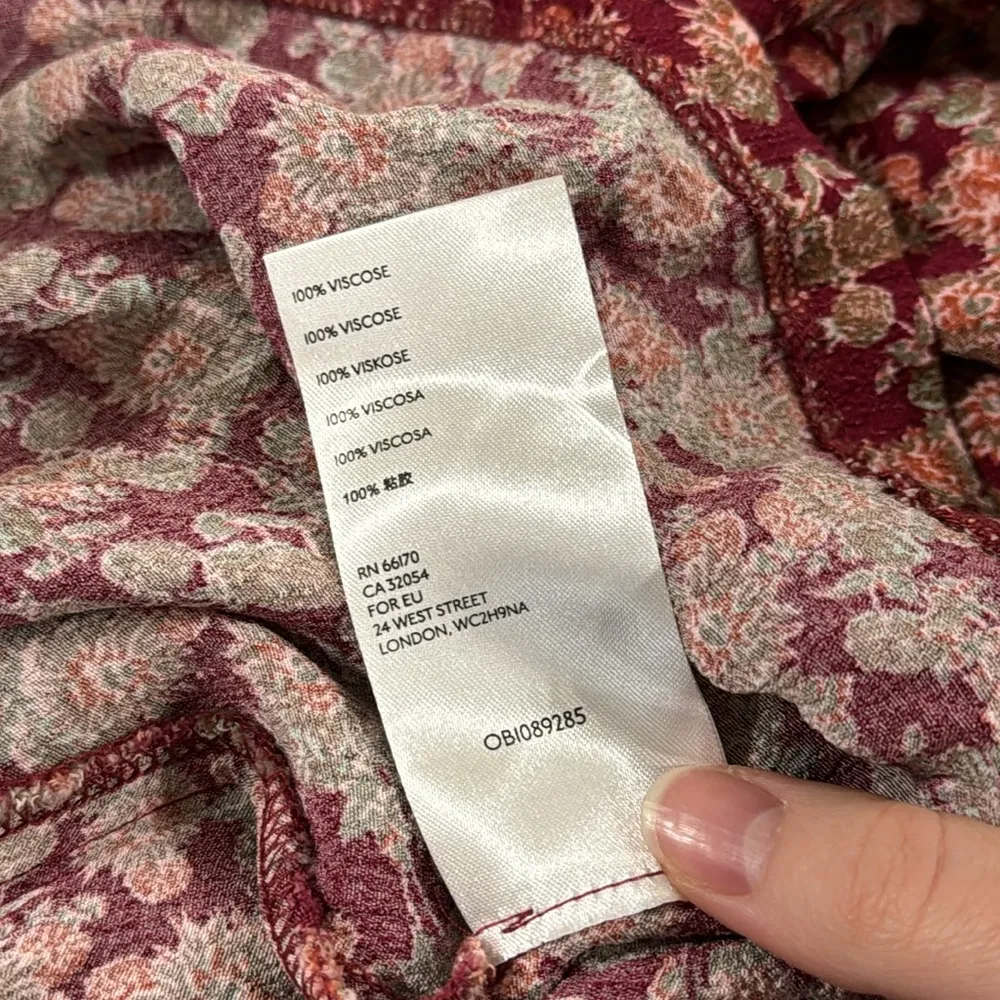 100% VISCOSE
100% VISCOSE
100% VISKOSE
100% VISCOSA
100% VISCOSA
100% 粘胶
RN 66170
CA 32054
FOR EU
24 WEST STREET
LONDON, WC2H9NA
OB1089285